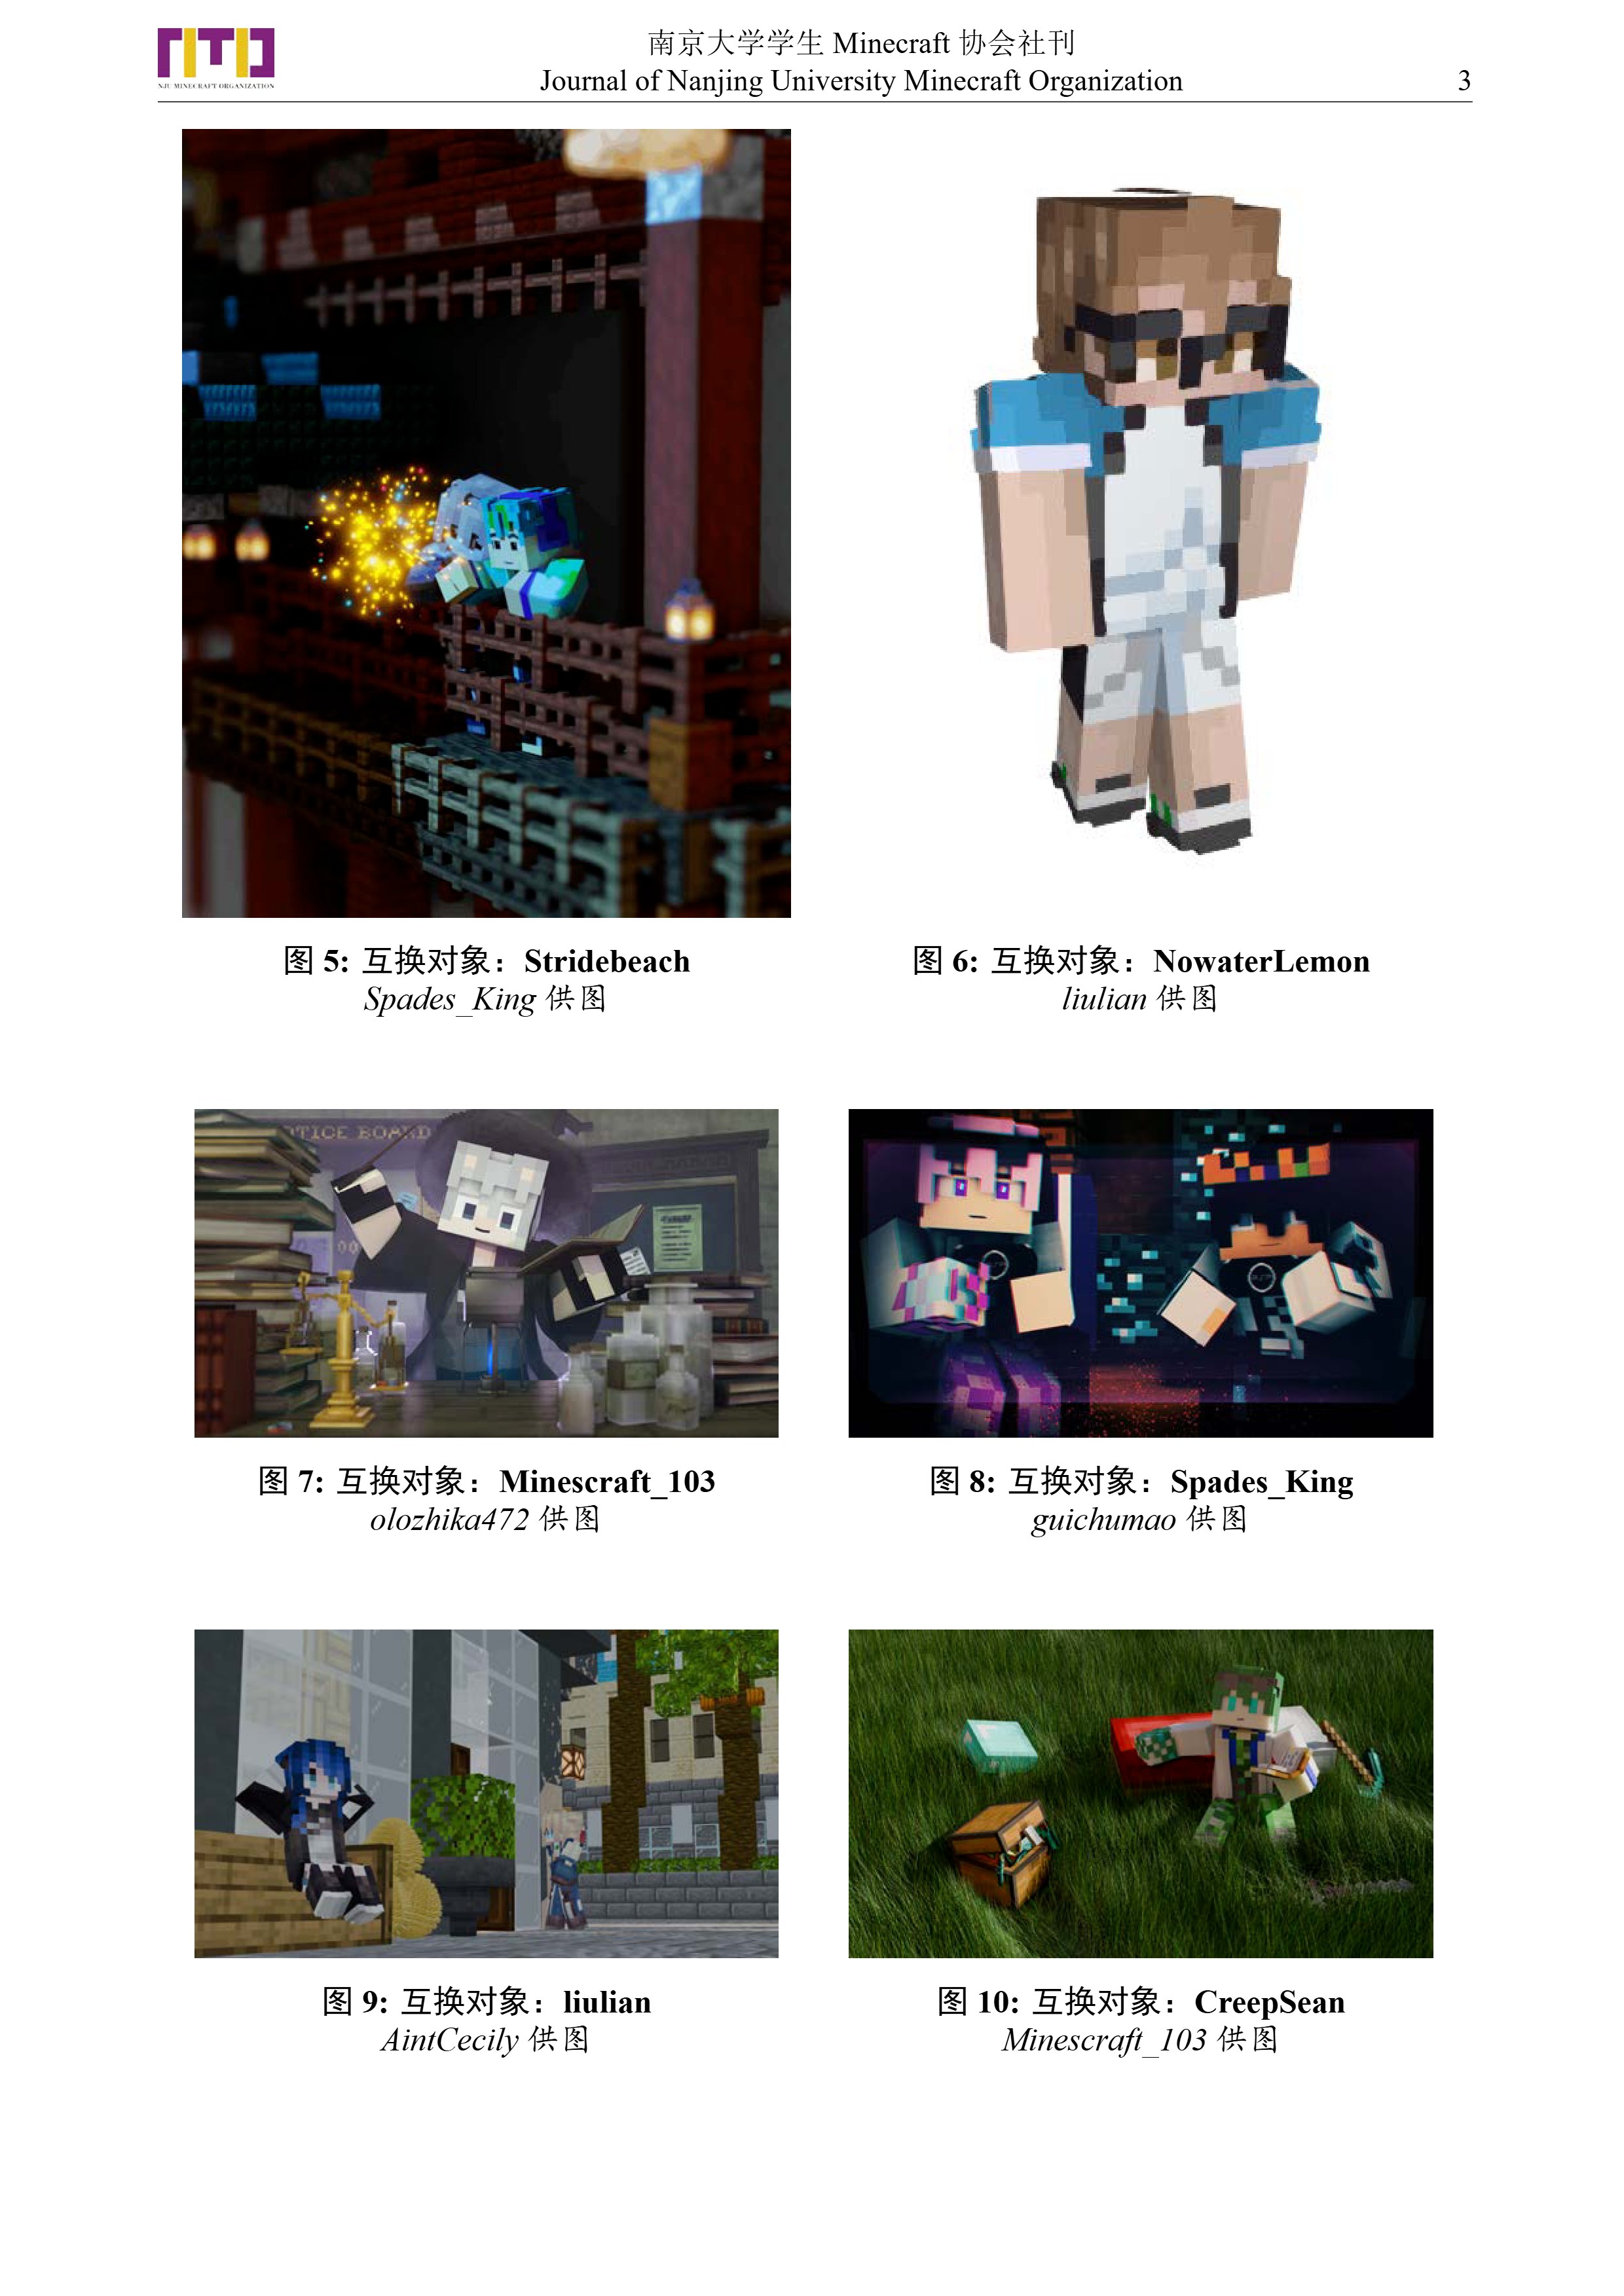 NJU MINECRAFT ORGANIZATION
南京大学学生 Minecraft 协会社刊
Journal of Nanjing University Minecraft Organization
3
图 5: 互换对象：Stridebeach
Spades_King 供图
图 6: 互换对象：NowaterLemon
liulian 供图
OTICE BOARD
图 7: 互换对象：Minescraft_103
olozhika472 供图
图 8: 互换对象：Spades_King
guichumao 供图
图 9: 互换对象：liulian
AintCecily 供图
图 10: 互换对象：CreepSean
Minescraft_103 供图